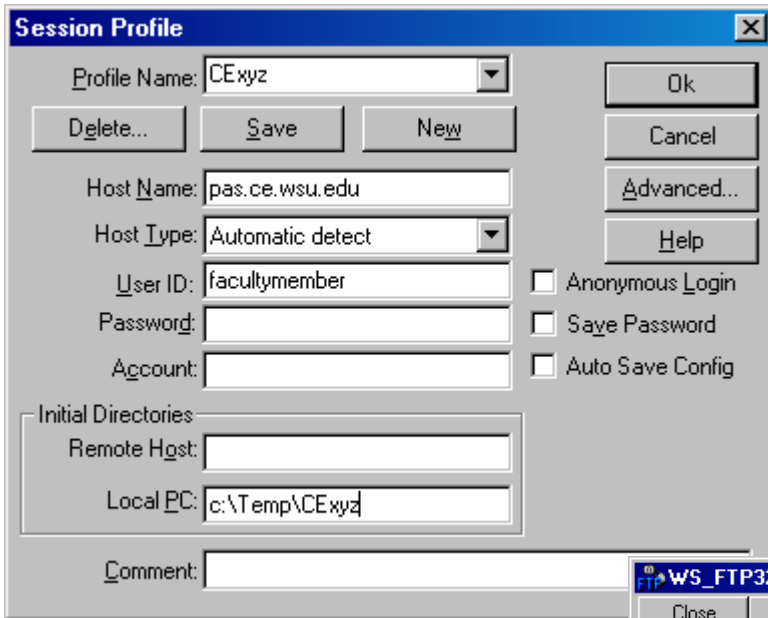 Session Profile
Profile Name: CExyz
Ok
Delete... Save New
Cancel
Host Name: pas.ce.wsu.edu
Advanced...
Host Type: Automatic detect
Help
User ID: facultymember
Anonymous Login
Password:
Save Password
Account:
Auto Save Config
Initial Directories
Remote Host:
Local PC: c:\Temp\CExyz
Comment:
FTP WS_FTP32
Close